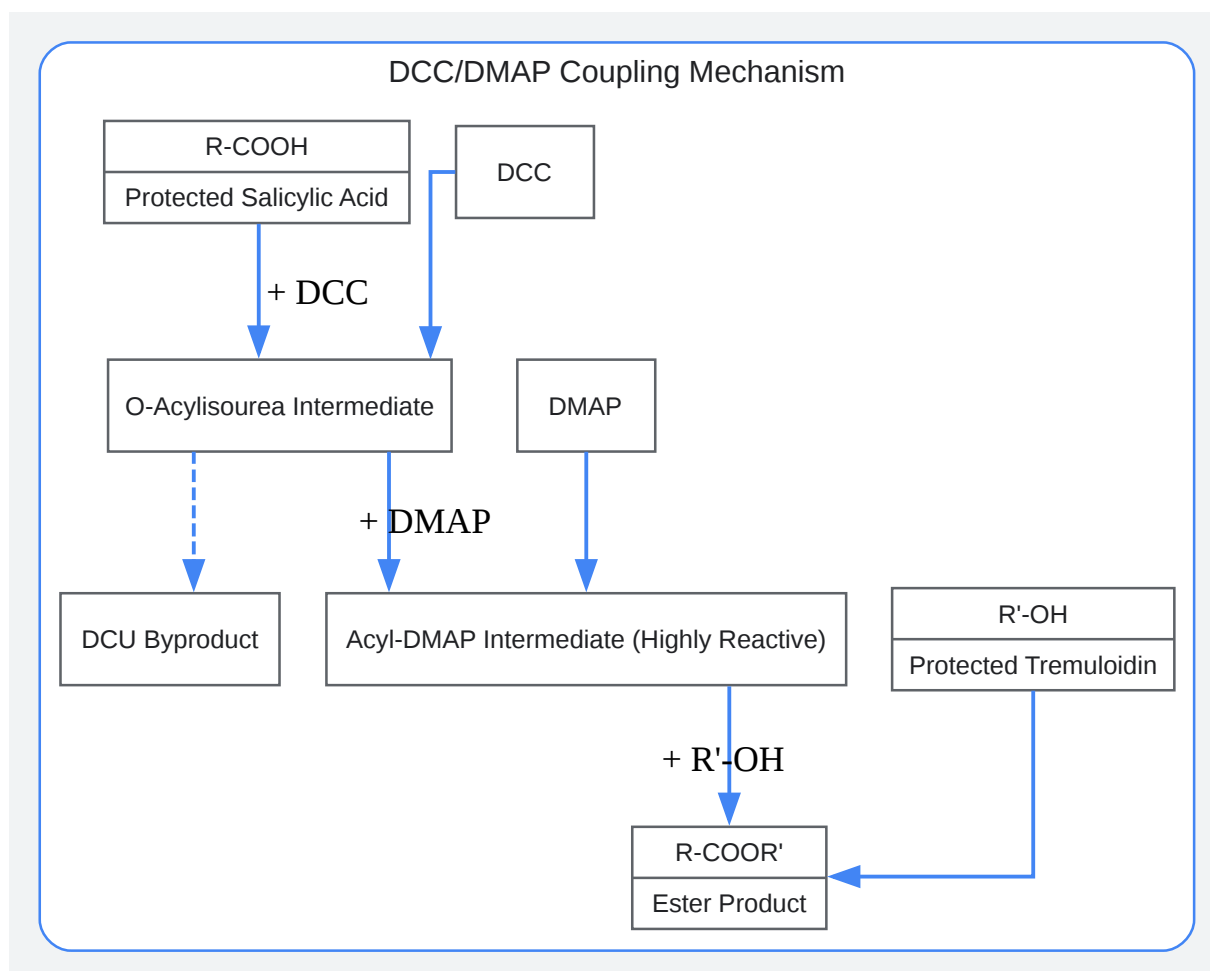 DCC/DMAP Coupling Mechanism
R-COOH
Protected Salicylic Acid
DCC
+ DCC
O-Acylisourea Intermediate
DMAP
+ DMAP
DCU Byproduct
Acyl-DMAP Intermediate (Highly Reactive)
R'-OH
Protected Tremuloidin
+ R'-OH
R-COOR'
Ester Product